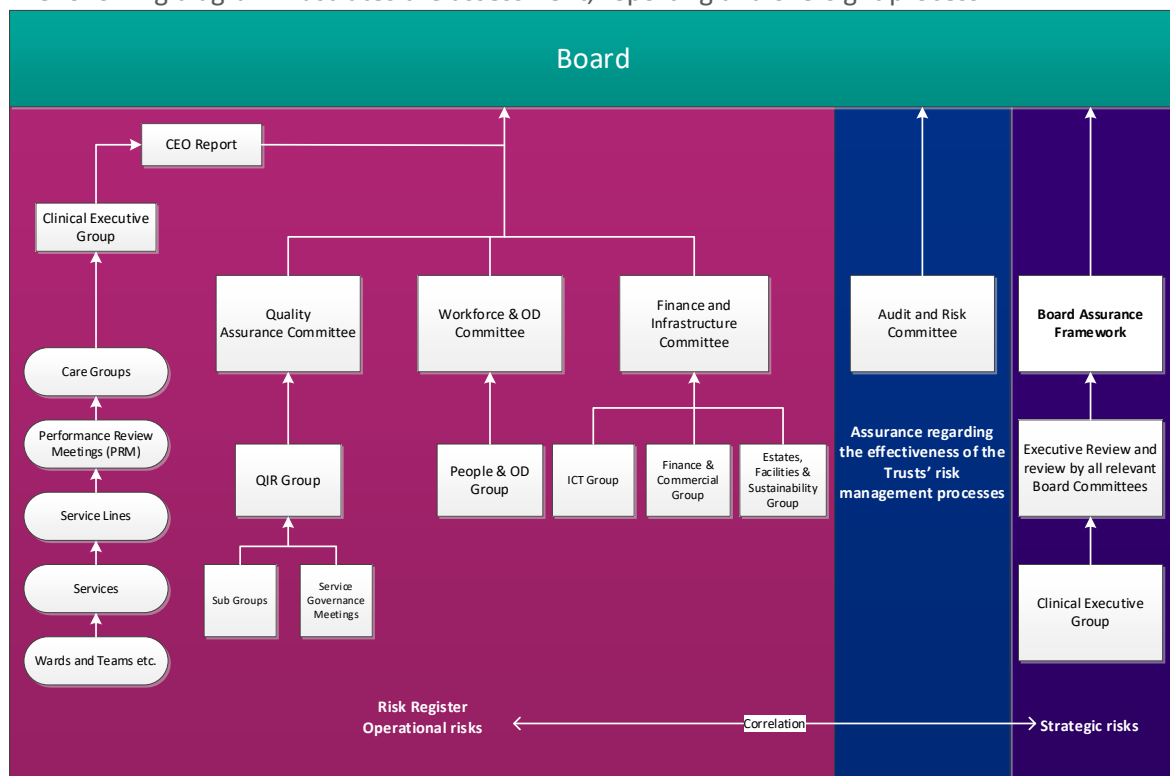 Board
CEO Report
Clinical Executive
Group
Quality
Assurance Committee
Workforce & OD
Committee
Finance and
Infrastructure
Committee
Audit and Risk
Committee
Board Assurance
Framework
Care Groups
Performance Review
Meetings (PRM)
Service Lines
Services
Wards and Teams etc.
QIR Group
People & OD
Group
ICT Group
Finance &
Commercial
Group
Estates,
Facilities &
Sustainability
Group
Sub Groups
Service
Governance
Meetings
Assurance regarding
the effectiveness of the
Trusts' risk
management processes
Executive Review and
review by all relevant
Board Committees
Clinical Executive
Group
Risk Register
Operational risks
Correlation
Strategic risks